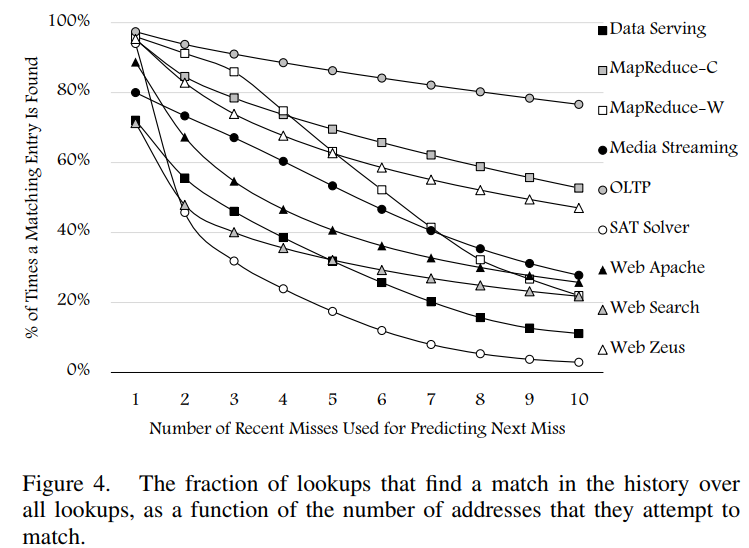 100%
80%
60%
40%
20%
0%
% of Times a Matching Entry Is Found
1 2 3 4 5 6 7 8 9 10
Number of Recent Misses Used for Predicting Next Miss
Data Serving
MapReduce-C
MapReduce-W
Media Streaming
OLTP
SAT Solver
Web Apache
Web Search
Web Zeus
Figure 4. The fraction of lookups that find a match in the history over
all lookups, as a function of the number of addresses that they attempt to
match.